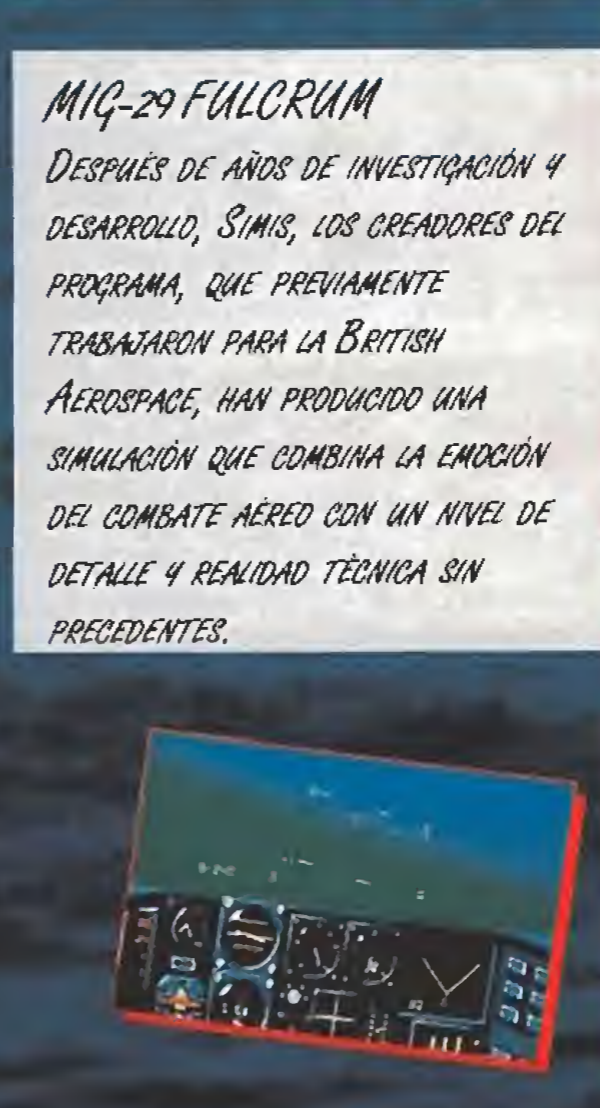 MIG-29 FULCRUM
DESPUÉS DE AÑOS DE INVESTIGACIÓN Y
DESARROLLO, SIMIS, LOS CREADORES DEL
PROGRAMA, QUE PREVIAMENTE
TRABAJARON PARA LA BRITISH
AEROSPACE, HAN PRODUCIDO UNA
SIMULACIÓN QUE COMBINA LA EMOCIÓN
DEL COMBATE AÉREO CON UN NIVEL DE
DETALLE Y REALIDAD TÉCNICA SIN
PRECEDENTES.